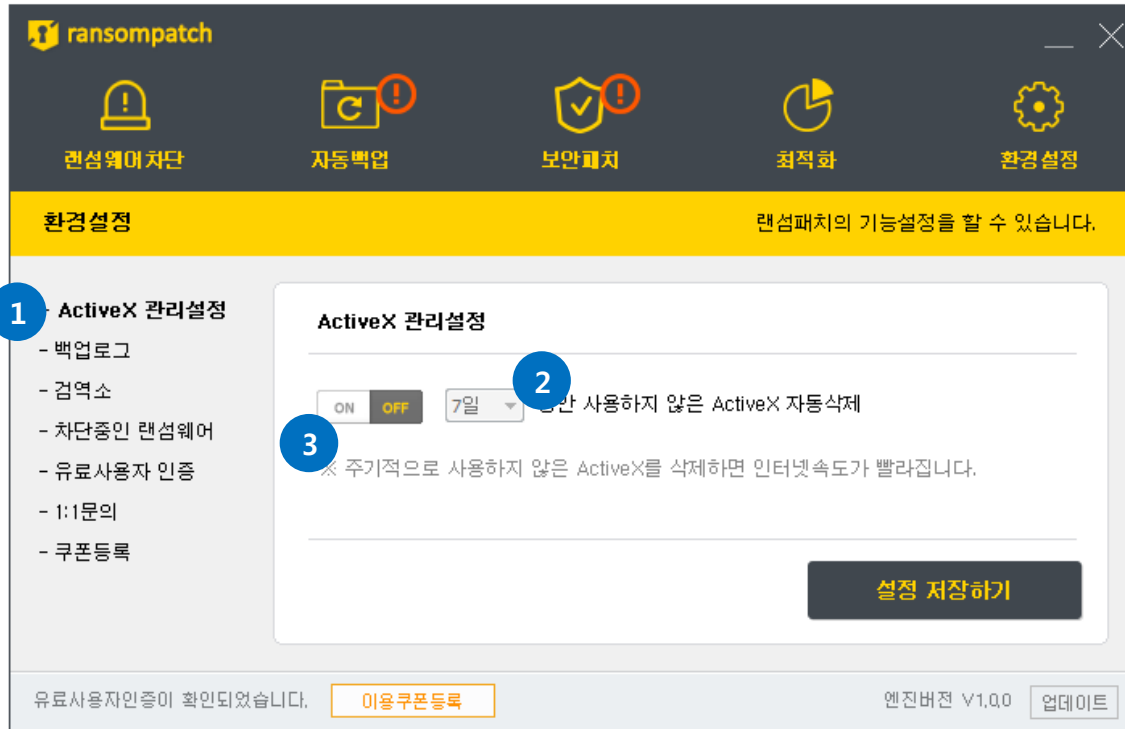 ransompatch
랜섬웨어차단 자동백업 보안패치 최적화 환경설정
환경설정 랜섬패치의 기능설정을 할 수 있습니다.
1
- ActiveX 관리설정
- 백업로그
- 검역소
- 차단중인 랜섬웨어
- 유료사용자 인증
- 1:1문의
- 쿠폰등록
ActiveX 관리설정
2
ON OFF 7일 사용하지 않은 ActiveX 자동삭제
3
※ 주기적으로 사용하지 않은 ActiveX를 삭제하면 인터넷속도가 빨라집니다.
설정 저장하기
유료사용자인증이 확인되었습니다. 이용쿠폰등록 엔진버전 V1.0.0 업데이트